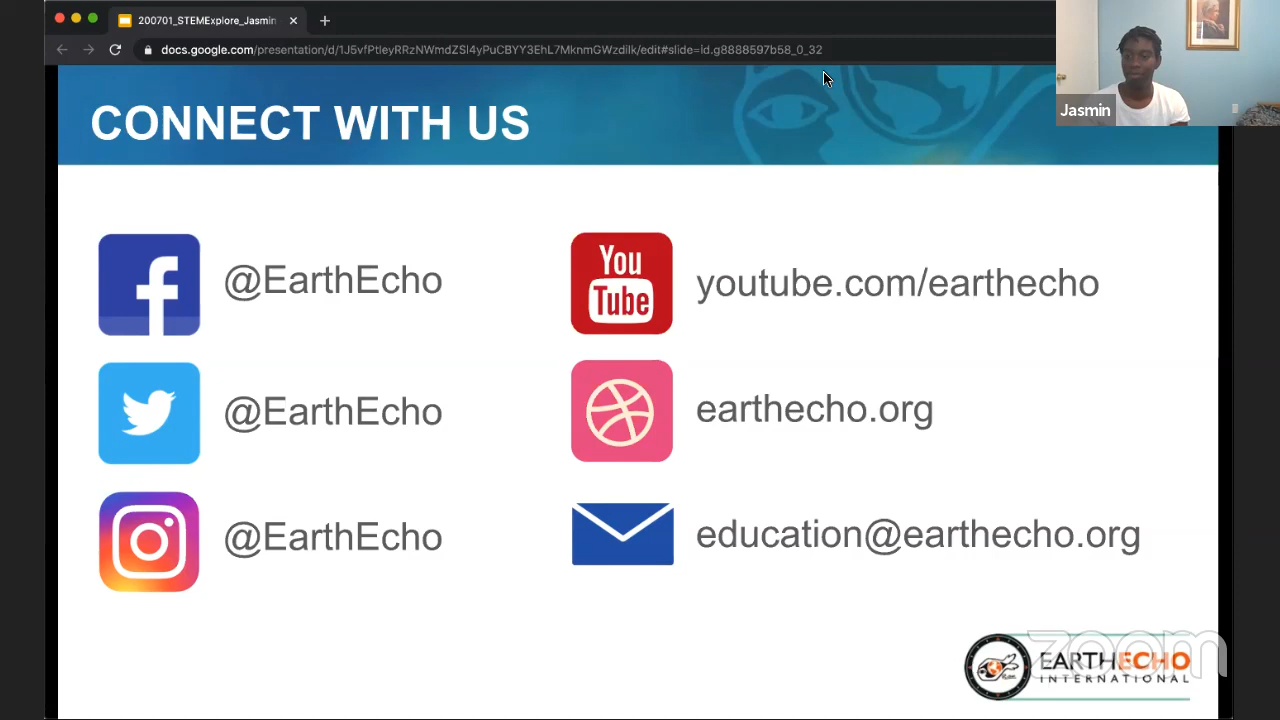 200701_STEMExplore_Jasmin
docs.google.com/presentation/d/1J5vfPtleyRRzNWmdZSl4yPuCBYY3EhL7MknmGWzdilk/edit#slide=id.g8888597b58_0_32
Jasmin
CONNECT WITH US
@EarthEcho
You
Tube
youtube.com/earthecho
@EarthEcho
earthecho.org
@EarthEcho
education@earthecho.org
zoom
EARTHECHO
INTERNATIONAL